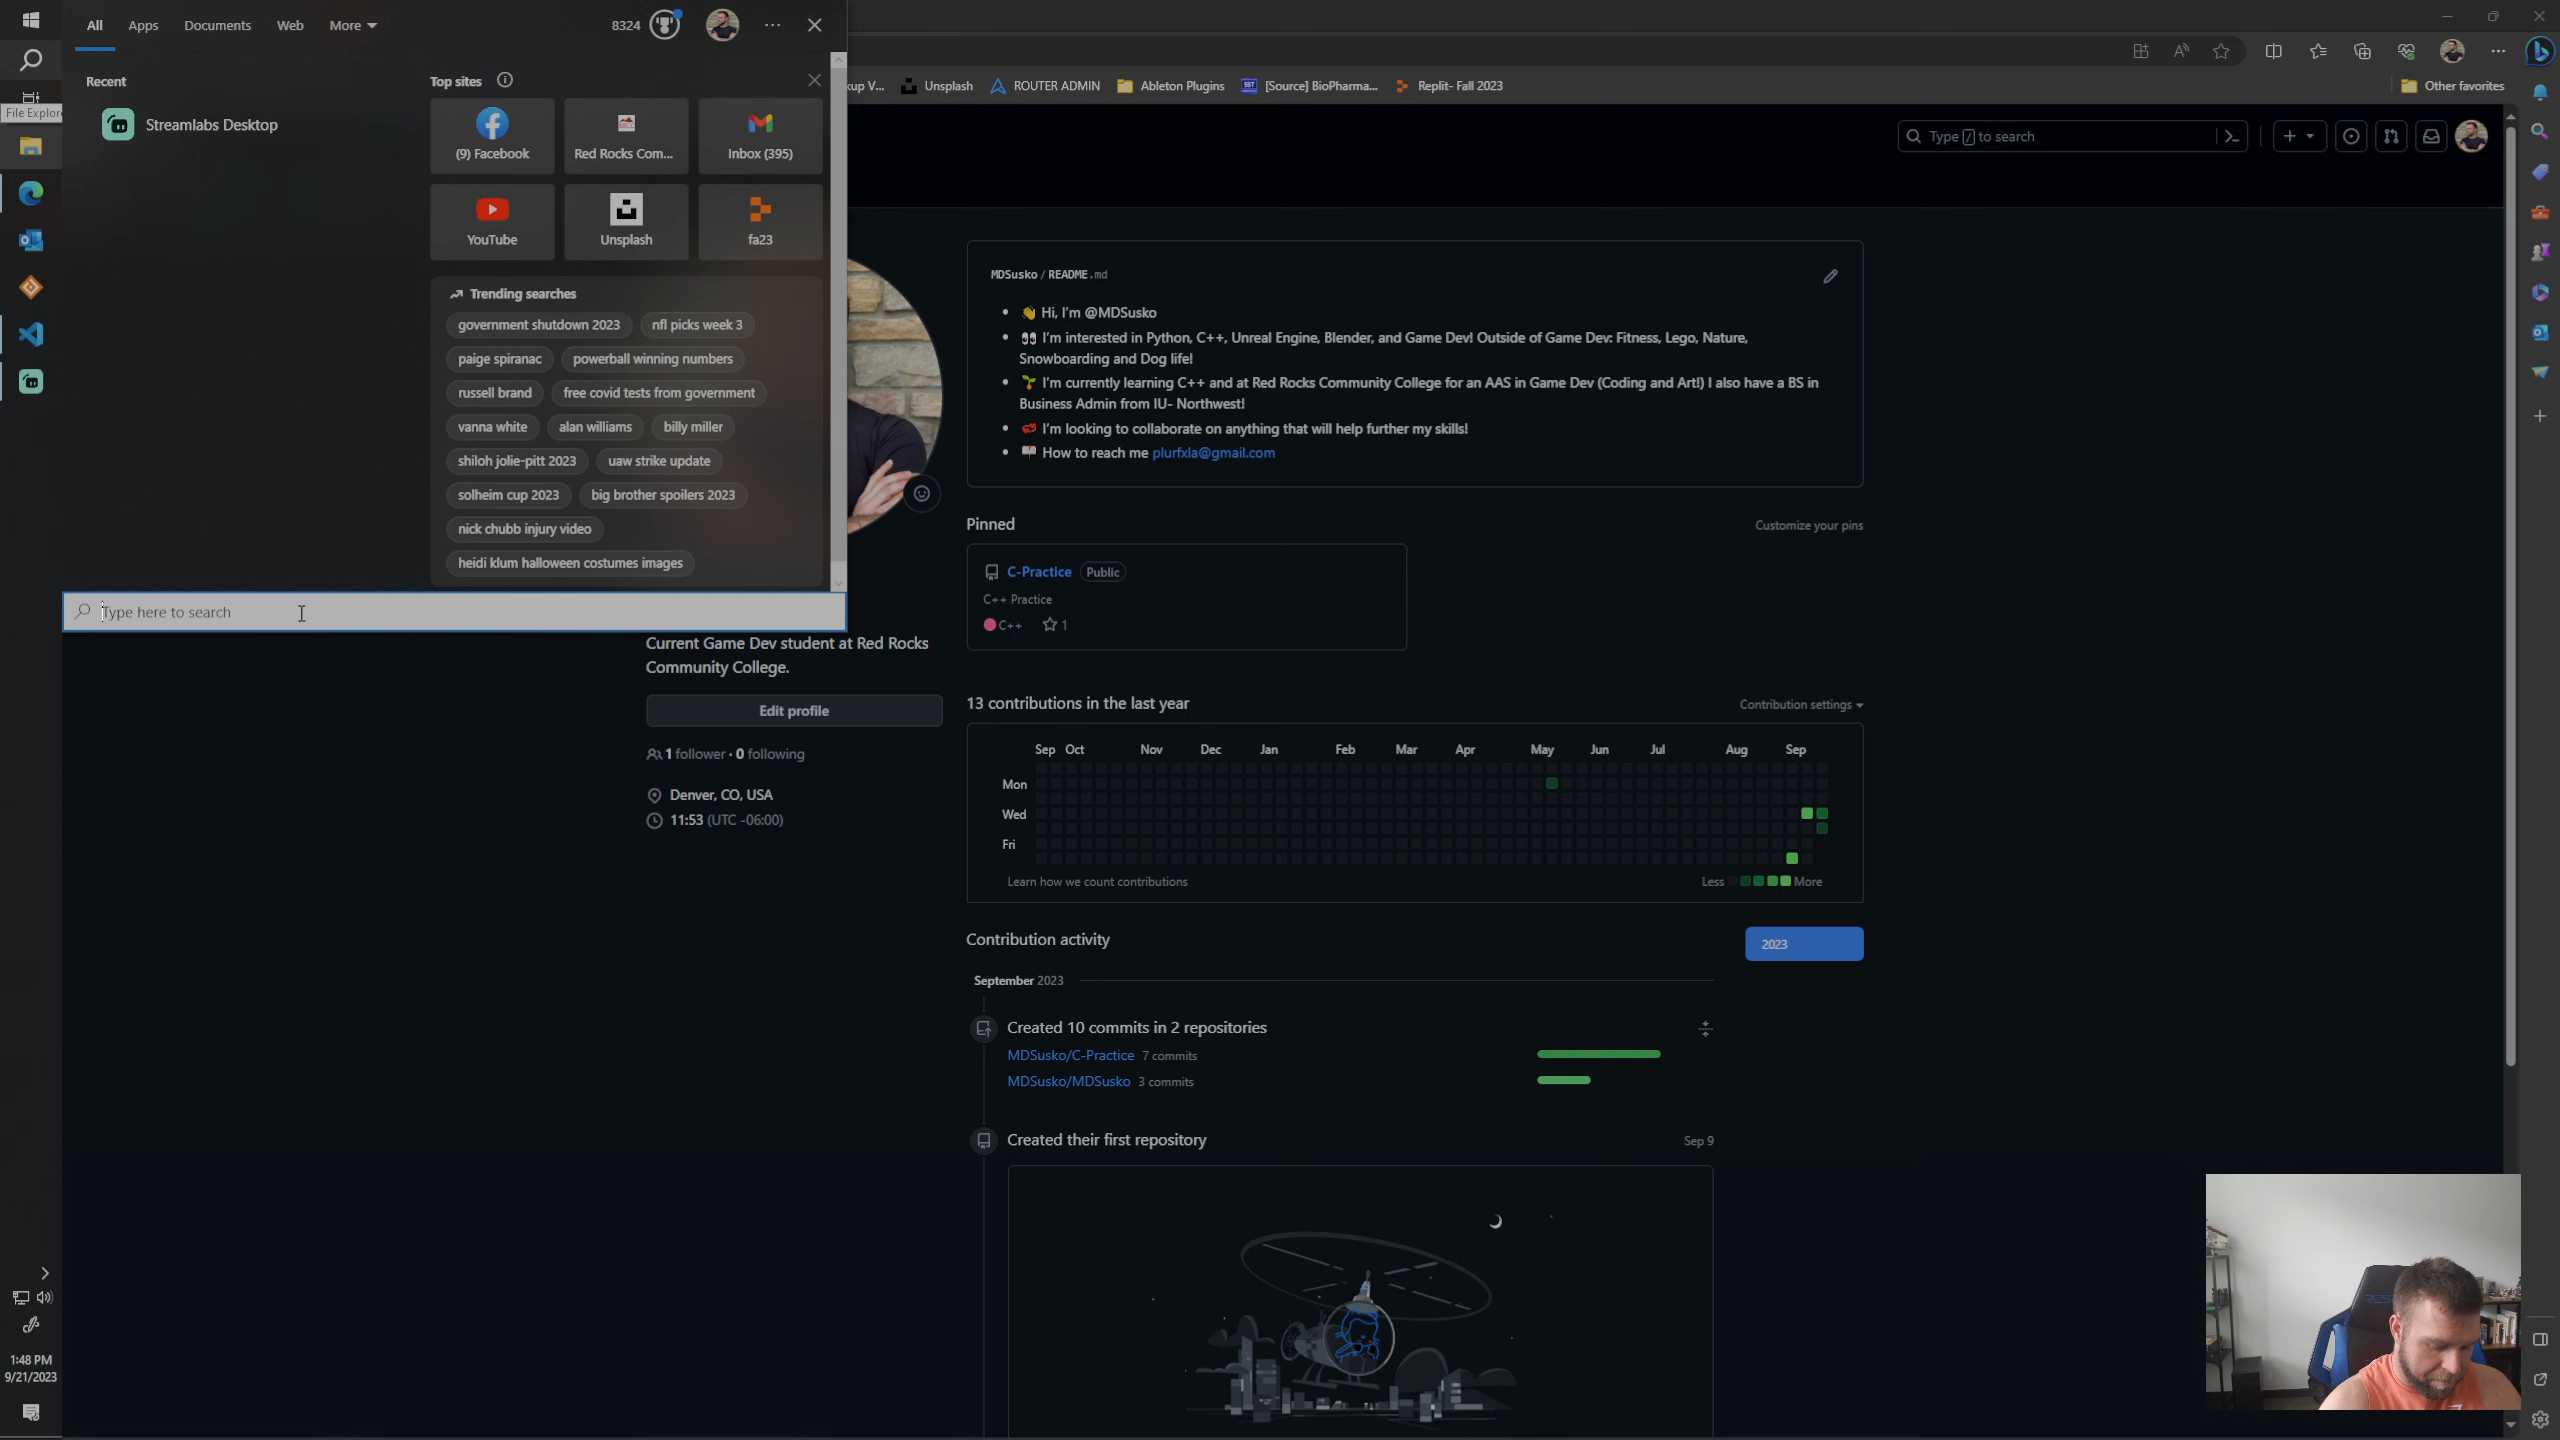 All Apps Documents Web More 8324
Recent
Streamlabs Desktop
Top sites
(9) Facebook
Red Rocks Com...
Inbox (395)
YouTube
Unsplash
fa23
Trending searches
government shutdown 2023
nfl picks week 3
paige spiranac
powerball winning numbers
russell brand
free covid tests from government
vanna white
alan williams
billy miller
shiloh jolie-pitt 2023
uaw strike update
solheim cup 2023
big brother spoilers 2023
nick chubb injury video
heidi klum halloween costumes images
Type here to search
File Explore
kup V...
Unsplash
ROUTER ADMIN
Ableton Plugins
[Source] BioPharma...
Replit- Fall 2023
Other favorites
Type / to search
MDSusko / README.md
👋 Hi, I'm @MDSusko
👀 I'm interested in Python, C++, Unreal Engine, Blender, and Game Dev! Outside of Game Dev: Fitness, Lego, Nature,
Snowboarding and Dog life!
🌱 I'm currently learning C++ and at Red Rocks Community College for an AAS in Game Dev (Coding and Art!) I also have a BS in
Business Admin from IU- Northwest!
💞️ I'm looking to collaborate on anything that will help further my skills!
📖 How to reach me plurfxla@gmail.com
Pinned
Customize your pins
C-Practice Public
C++ Practice
C++ 1
Current Game Dev student at Red Rocks
Community College.
Edit profile
1 follower · 0 following
Denver, CO, USA
11:53 (UTC -06:00)
13 contributions in the last year
Contribution settings
Sep Oct Nov Dec Jan Feb Mar Apr May Jun Jul Aug Sep
Mon
Wed
Fri
Learn how we count contributions
Less More
Contribution activity
2023
September 2023
Created 10 commits in 2 repositories
MDSusko/C-Practice 7 commits
MDSusko/MDSusko 3 commits
Created their first repository
Sep 9
1:48 PM
9/21/2023